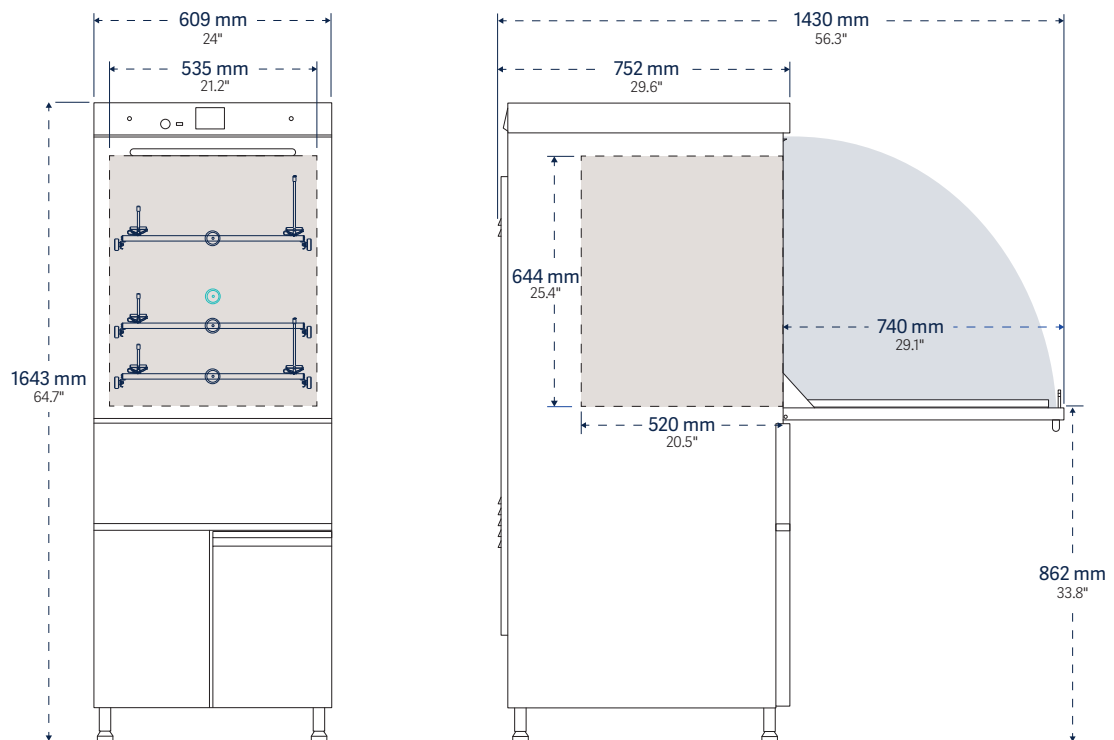 609 mm
24"
535 mm
21.2"
1643 mm
64.7"
1430 mm
56.3"
752 mm
29.6"
644 mm
25.4"
740 mm
29.1"
520 mm
20.5"
862 mm
33.8"